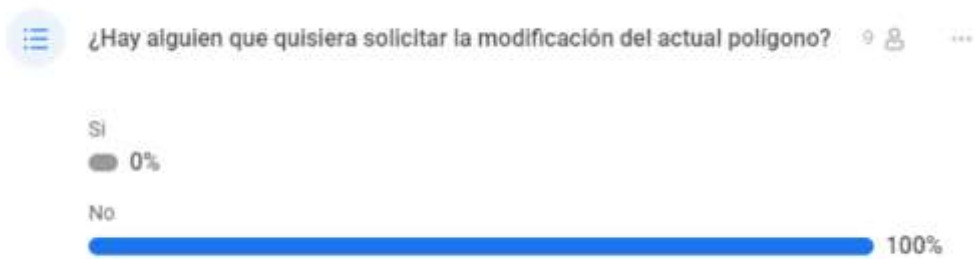 ¿Hay alguien que quisiera solicitar la modificación del actual polígono? 9 ...
Si
0%
No
100%